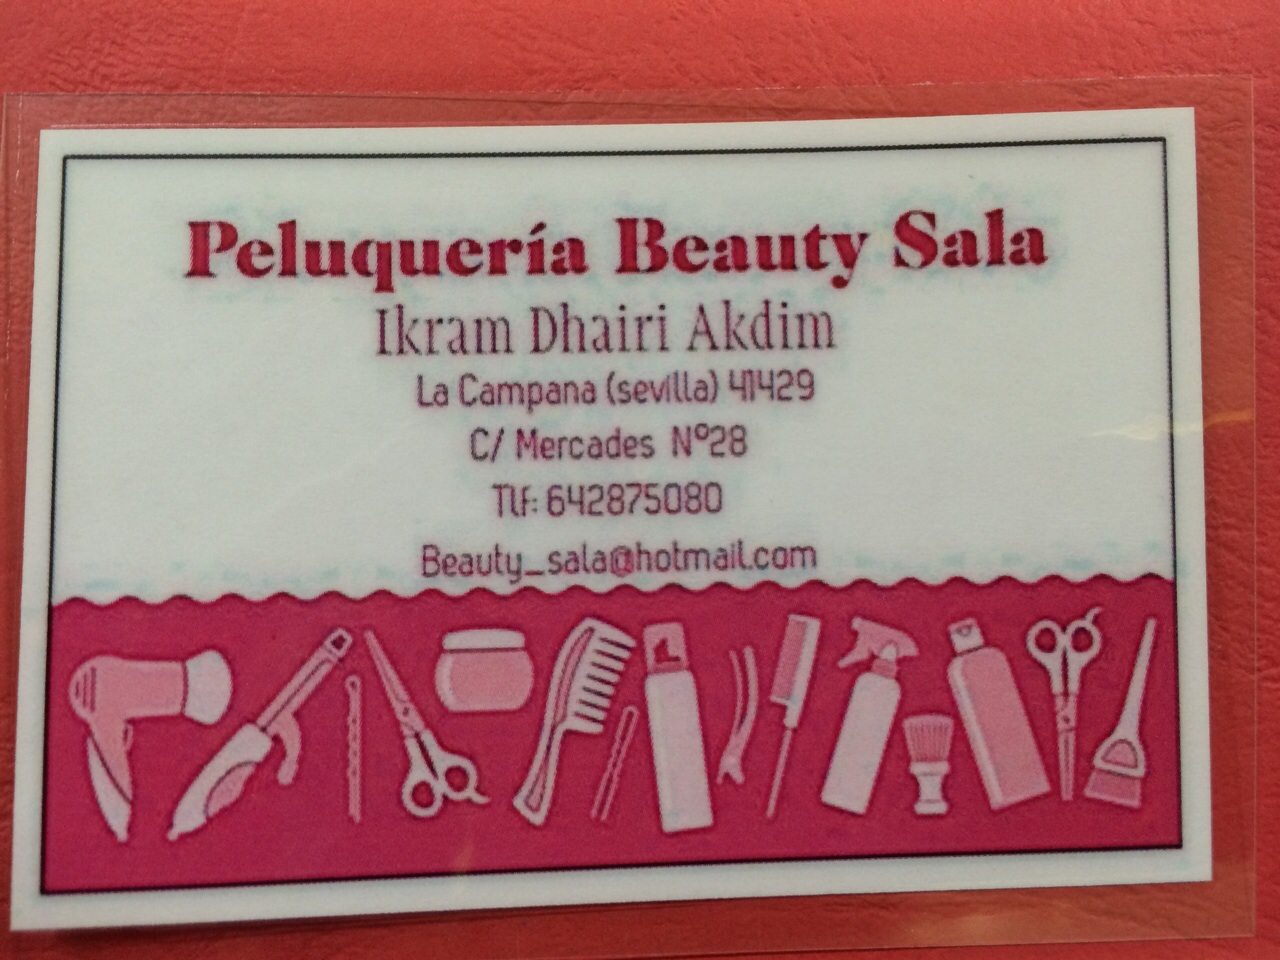 Peluquería Beauty Sala
Ikram Dhairi Akdim
La Campana (sevilla) 41429
C/ Mercades Nº28
Tlf: 642875080
Beauty_sala@hotmail.com